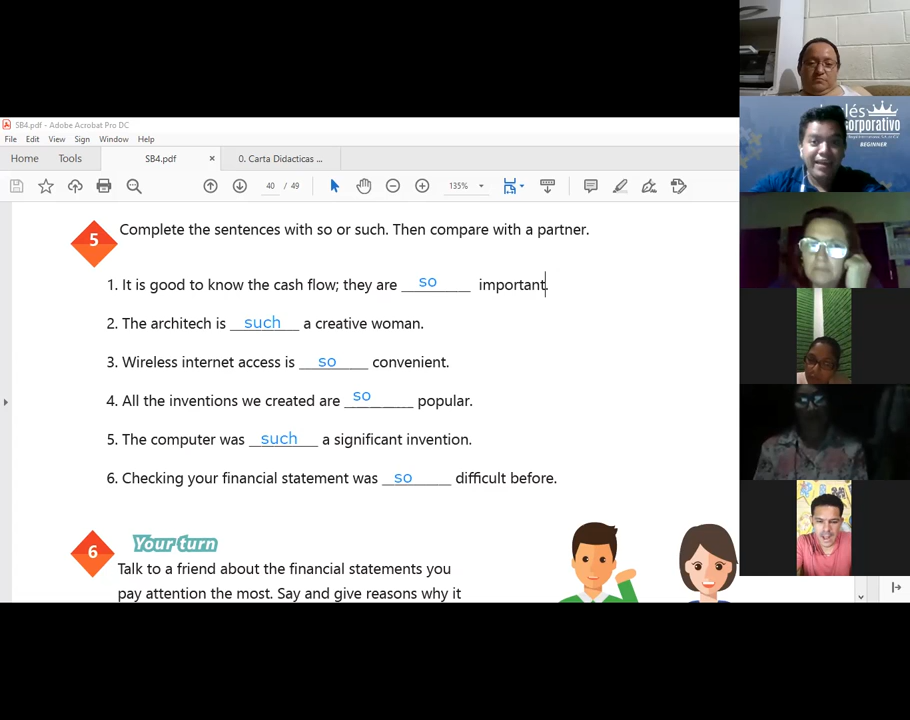 SB4.pdf - Adobe Acrobat Pro DC
File Edit View Sign Window Help
Home Tools SB4.pdf × 0. Carta Didacticas ...
40 / 49 135%
5 Complete the sentences with so or such. Then compare with a partner.
1. It is good to know the cash flow; they are so important.
2. The architech is such a creative woman.
3. Wireless internet access is so convenient.
4. All the inventions we created are so popular.
5. The computer was such a significant invention.
6. Checking your financial statement was so difficult before.
6 Your turn
Talk to a friend about the financial statements you
pay attention the most. Say and give reasons why it
corporativo
BEGINNER